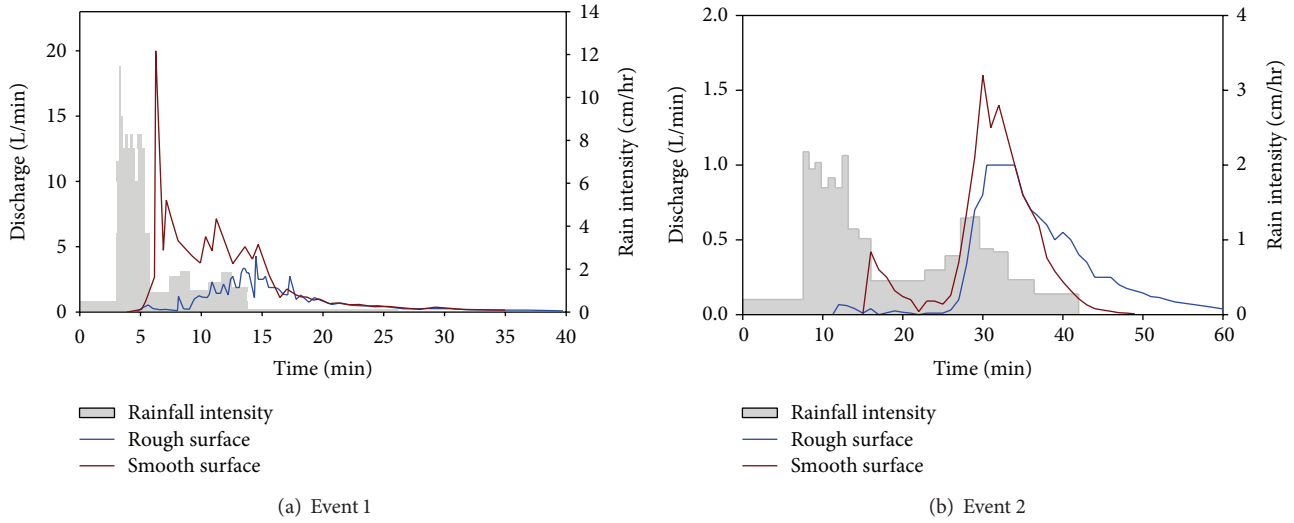 Discharge (L/min)
20
15
10
5
0
0 5 10 15 20 25 30 35 40
Time (min)
14
12
10
8
6
4
2
0
Rain intensity (cm/hr)
Rainfall intensity
Rough surface
Smooth surface
(a) Event 1
Discharge (L/min)
2.0
1.5
1.0
0.5
0.0
0 10 20 30 40 50 60
Time (min)
4
3
2
1
0
Rain intensity (cm/hr)
Rainfall intensity
Rough surface
Smooth surface
(b) Event 2